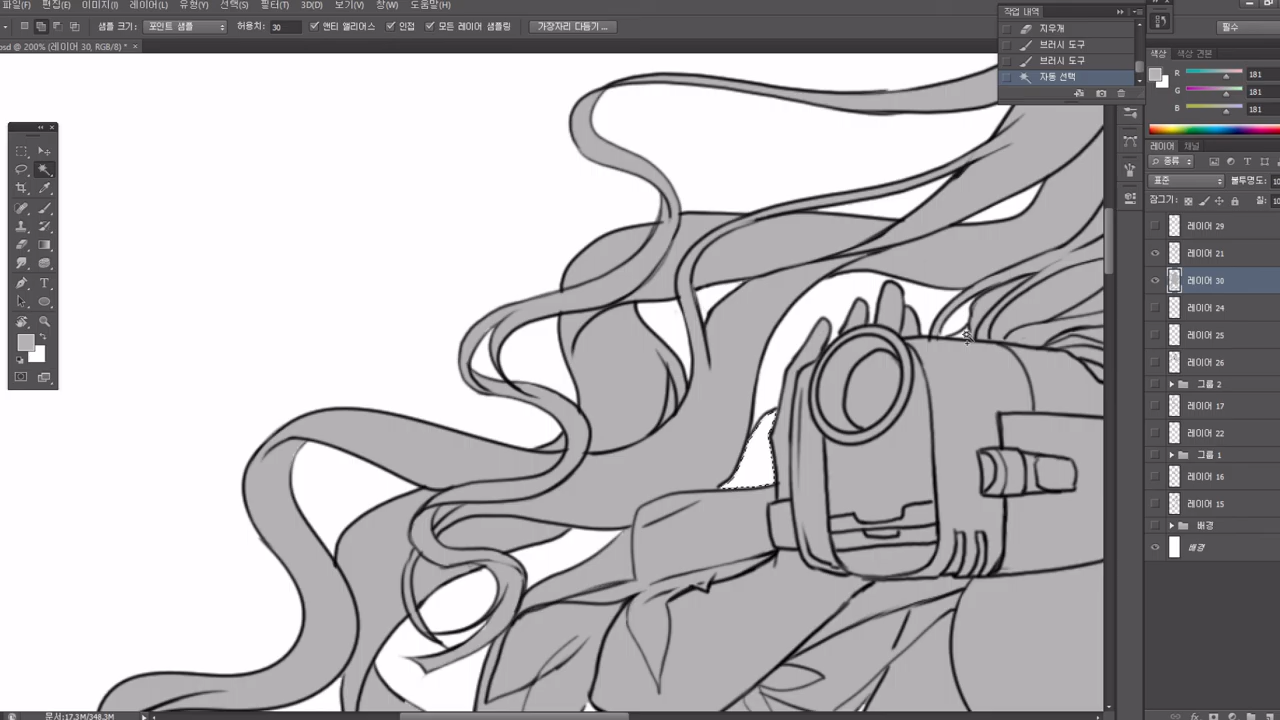 파일(F) 편집(E) 이미지(I) 레이어(L) 유형(Y) 선택(S) 필터(T) 3D(D) 보기(V) 창(W) 도움말(H)
샘플 크기: 포인트 샘플 허용치: 30 안티 앨리어스 인접 모든 레이어 샘플링 가장자리 다듬기... 필수
psd @ 200% (레이어 30, RGB/8) * ×
작업 내역
지우개
브러시 도구
브러시 도구
자동 선택
색상 색상 견본
R 181
G 181
B 181
레이어 채널
종류
표준 불투명도: 10
잠그기: 칠: 10
레이어 29
레이어 21
레이어 30
레이어 24
레이어 25
레이어 26
그룹 2
레이어 17
레이어 22
그룹 1
레이어 16
레이어 15
배경
배경
문서:17.3M/348.3M